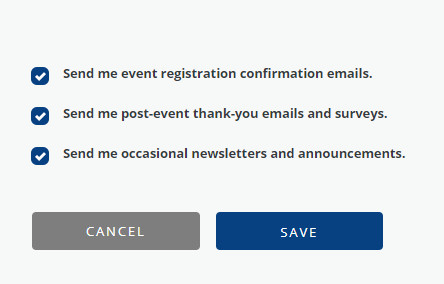 Send me event registration confirmation emails.
Send me post-event thank-you emails and surveys.
Send me occasional newsletters and announcements.
CANCEL SAVE